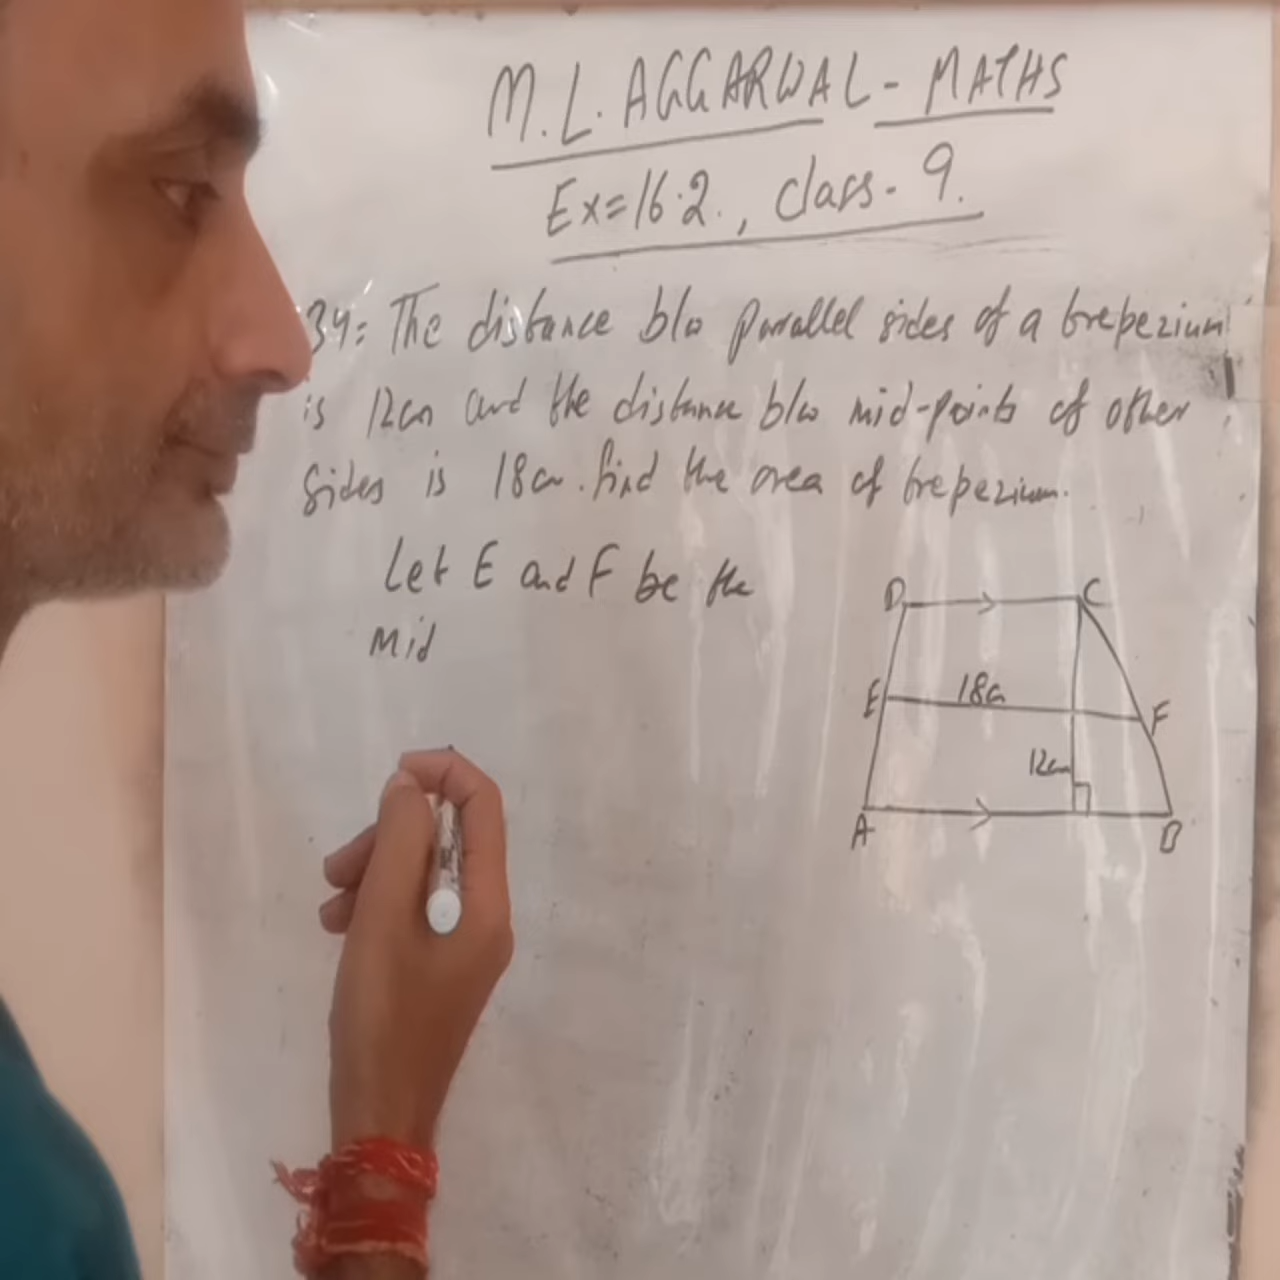 M.L. AGGARWAL - MATHS
Ex=16.2., class-9.
34: The distance b/w parallel sides of a trepezium
is 12cm and the distance b/w mid-points of other
sides is 18cm. find the area of trepezium.
Let E and F be the
Mid
D C
E 18cm F
12cm
A B